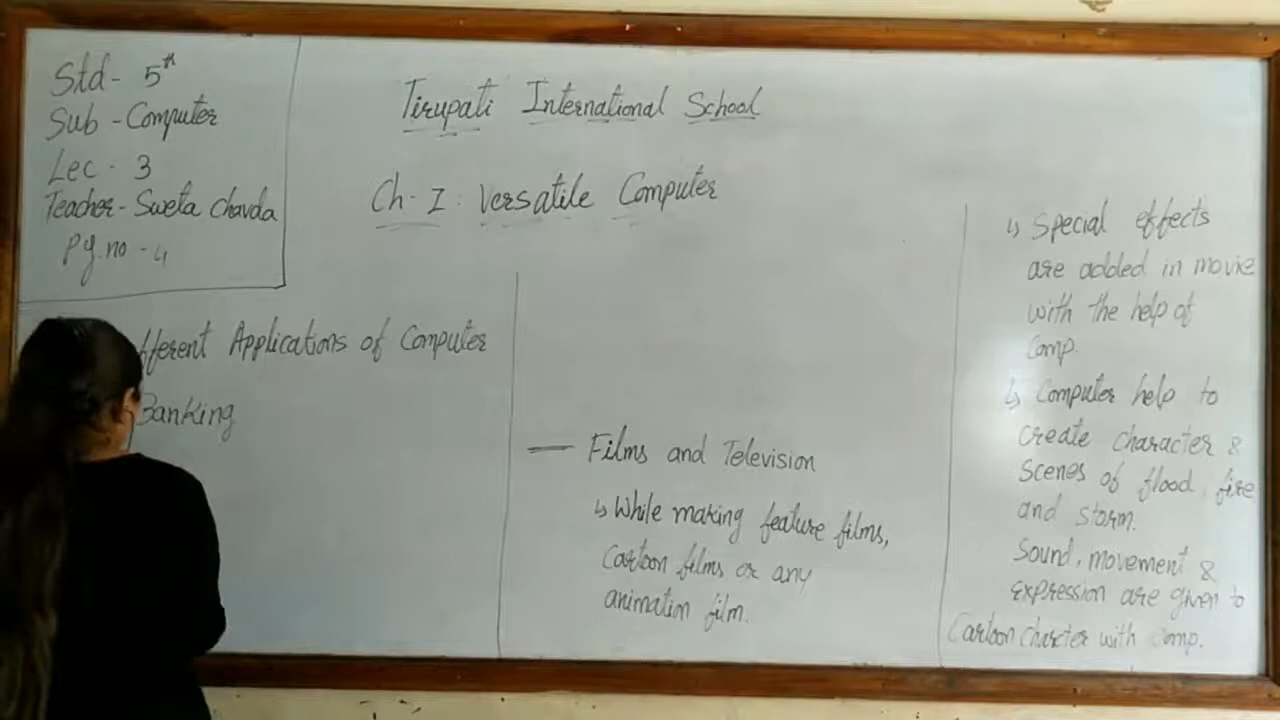 Std- 5th
Sub - Computer
Lec - 3
Teacher - Sweta Chavda
Pg.no - 4
Tirupati International School
Ch-I : Versatile Computer
fferent Applications of Computer
Banking
— Films and Television
↳ While making feature films,
Cartoon films or any
animation film.
↳ Special effects
are added in movie
with the help of
Comp.
↳ Computer help to
create character &
Scenes of flood, fire
and storm.
Sound, movement &
expression are given to
Cartoon charcter with Comp.